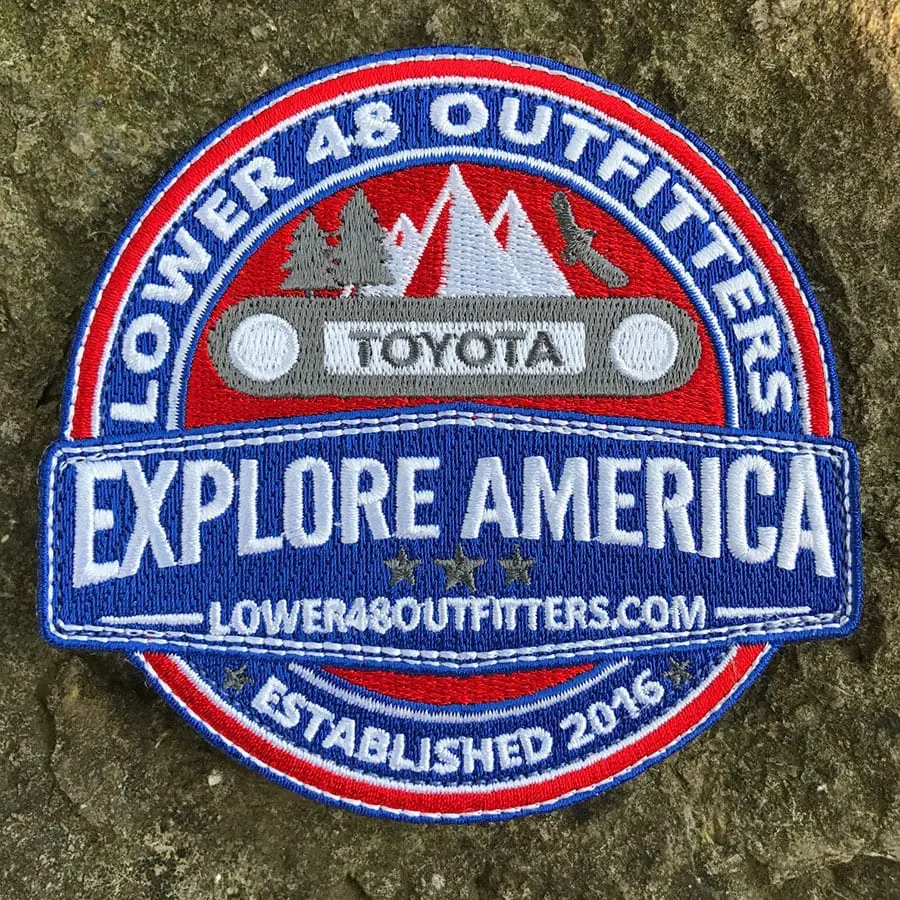 LOWER 48 OUTFITTERS
TOYOTA
EXPLORE AMERICA
LOWER48OUTFITTERS.COM
ESTABLISHED 2016